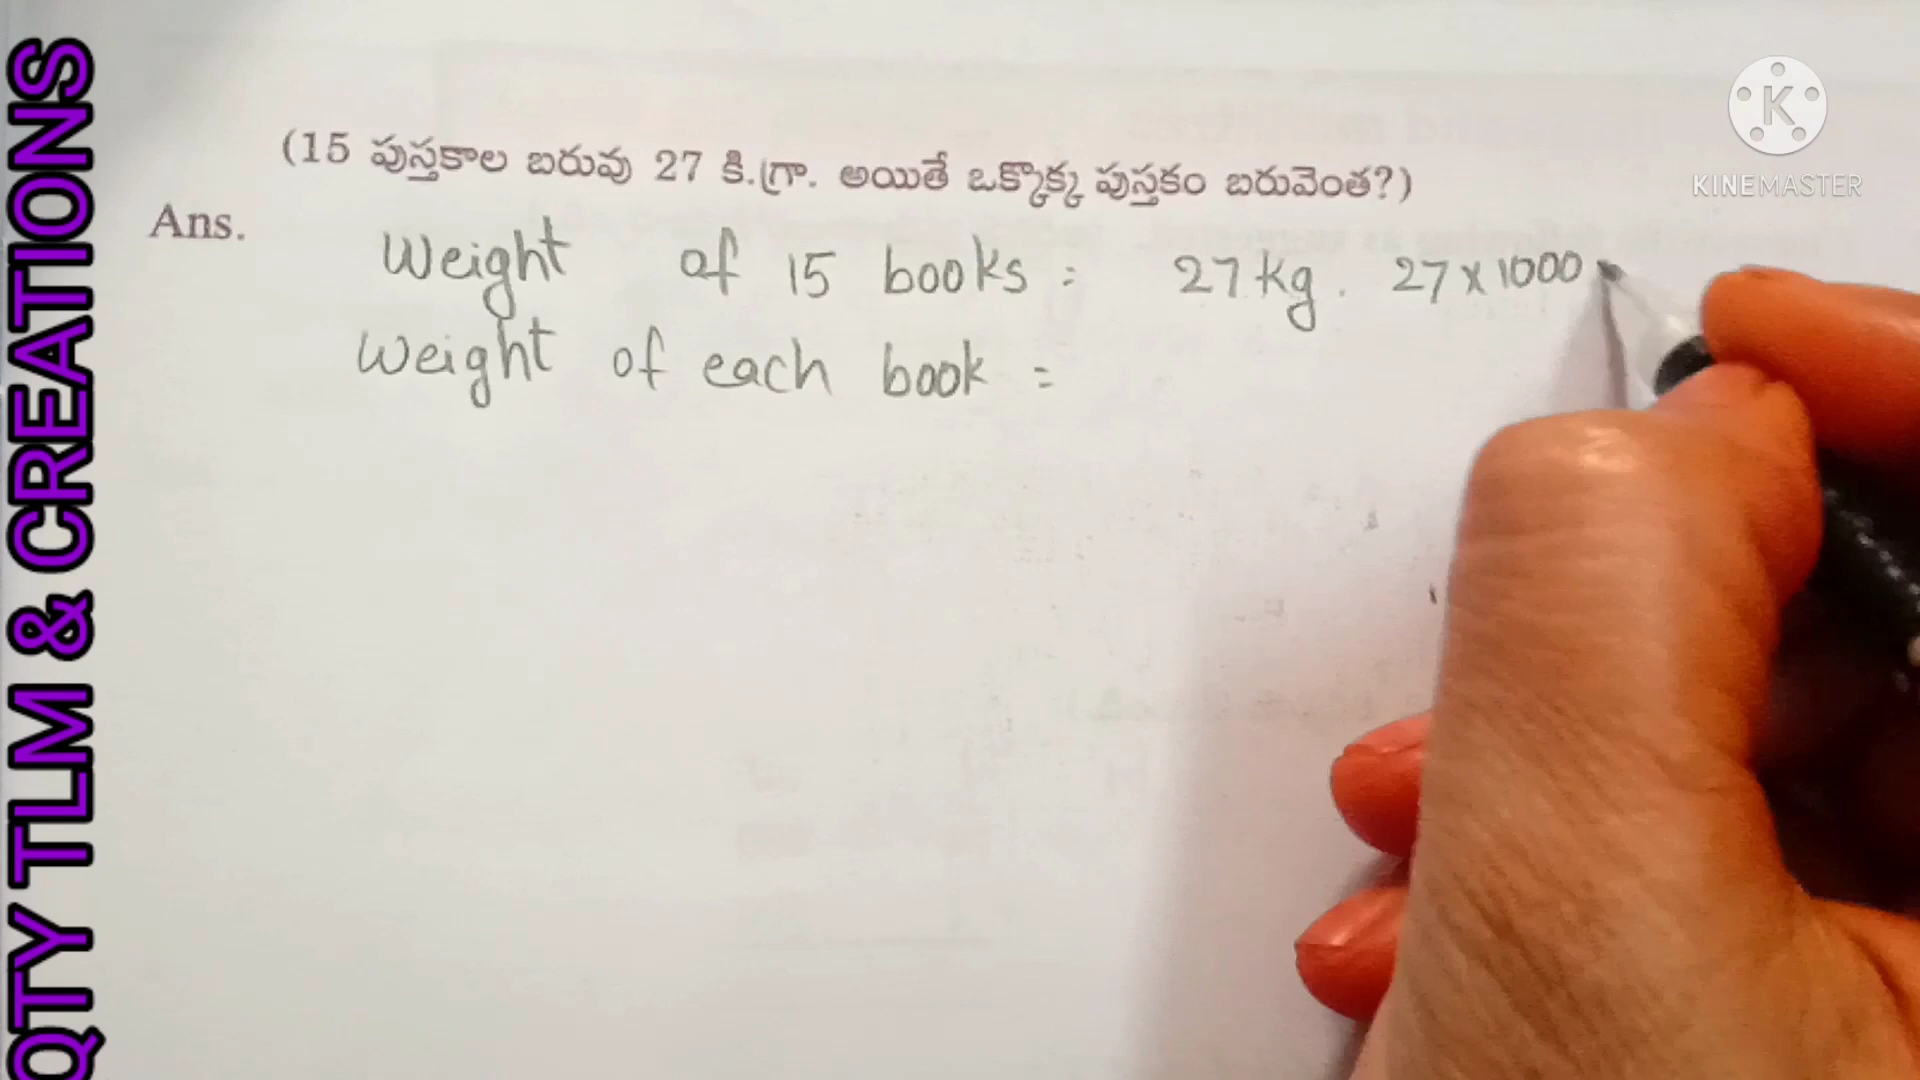 QTY TLM & CREATIONS
KINEMASTER
(15 పుస్తకాల బరువు 27 కి.గ్రా. అయితే ఒక్కొక్క పుస్తకం బరువెంత?)
Ans.
Weight of 15 books = 27 kg. 27 x 1000
Weight of each book =